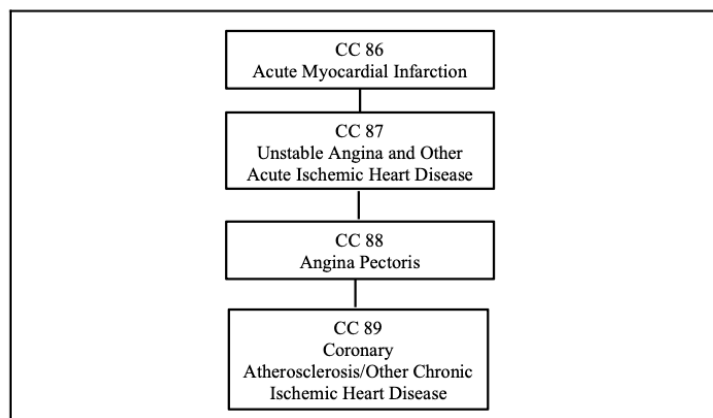 CC 86
Acute Myocardial Infarction
CC 87
Unstable Angina and Other
Acute Ischemic Heart Disease
CC 88
Angina Pectoris
CC 89
Coronary
Atherosclerosis/Other Chronic
Ischemic Heart Disease